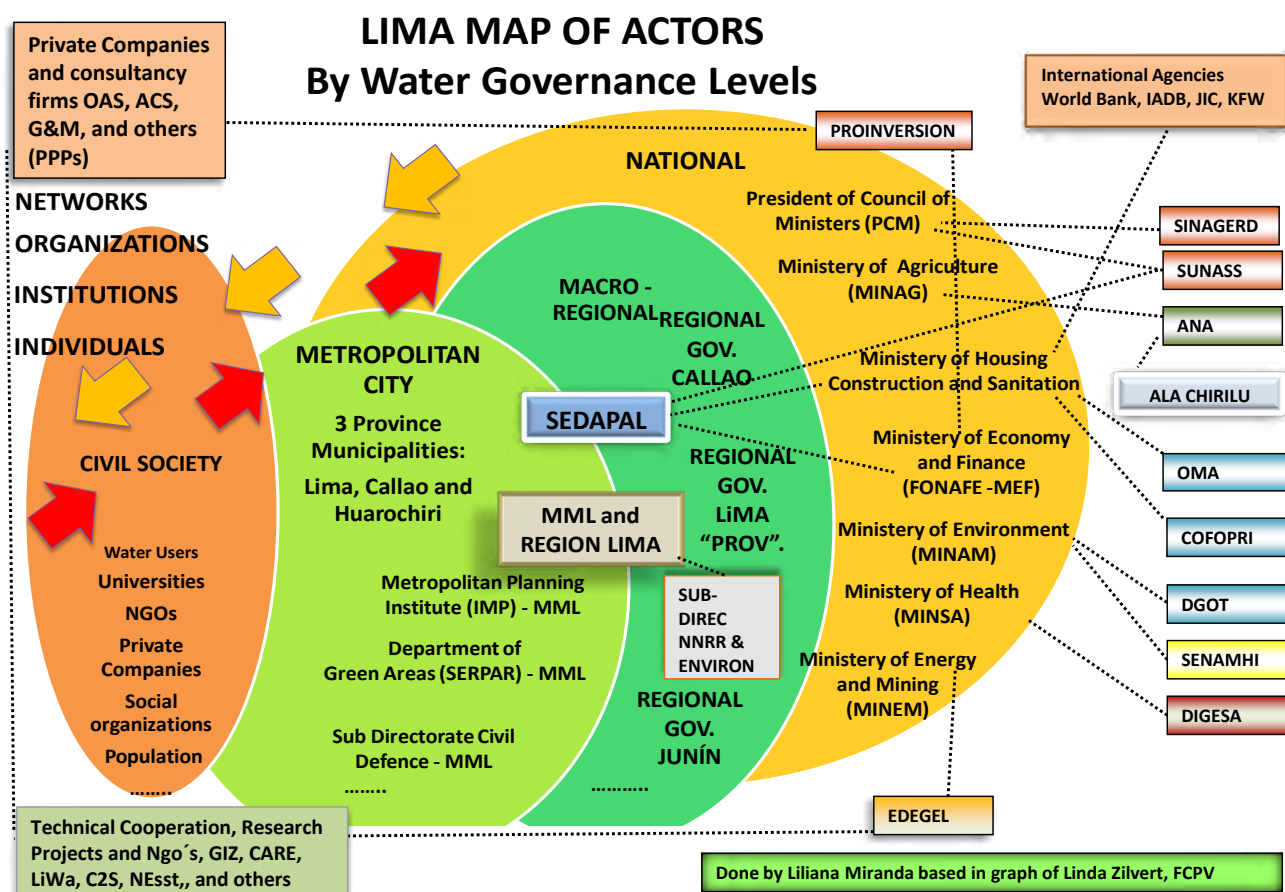 LIMA MAP OF ACTORS
By Water Governance Levels
Private Companies
and consultancy
firms OAS, ACS,
G&M, and others
(PPPs)
International Agencies
World Bank, IADB, JIC, KFW
PROINVERSION
NETWORKS
ORGANIZATIONS
INSTITUTIONS
INDIVIDUALS
CIVIL SOCIETY
Water Users
Universities
NGOs
Private
Companies
Social
organizations
Population
........
METROPOLITAN
CITY
3 Province
Municipalities:
Lima, Callao and
Huarochiri
Metropolitan Planning
Institute (IMP) - MML
Department of
Green Areas (SERPAR) - MML
Sub Directorate Civil
Defence - MML
........
MACRO -
REGIONAL
REGIONAL
GOV.
CALLAO
SEDAPAL
REGIONAL
GOV.
LiMA
“PROV”.
MML and
REGION LIMA
SUB-
DIREC
NNRR &
ENVIRON
REGIONAL
GOV.
JUNÍN
...........
NATIONAL
President of Council of
Ministers (PCM)
Ministry of Agriculture
(MINAG)
Ministry of Housing
Construction and Sanitation
Ministry of Economy
and Finance
(FONAFE -MEF)
Ministry of Environment
(MINAM)
Ministry of Health
(MINSA)
Ministry of Energy
and Mining
(MINEM)
SINAGERD
SUNASS
ANA
ALA CHIRILU
OMA
COFOPRI
DGOT
SENAMHI
DIGESA
EDEGEL
Technical Cooperation, Research
Projects and Ngo´s, GIZ, CARE,
LiWa, C2S, NEsst,, and others
Done by Liliana Miranda based in graph of Linda Zilvert, FCPV